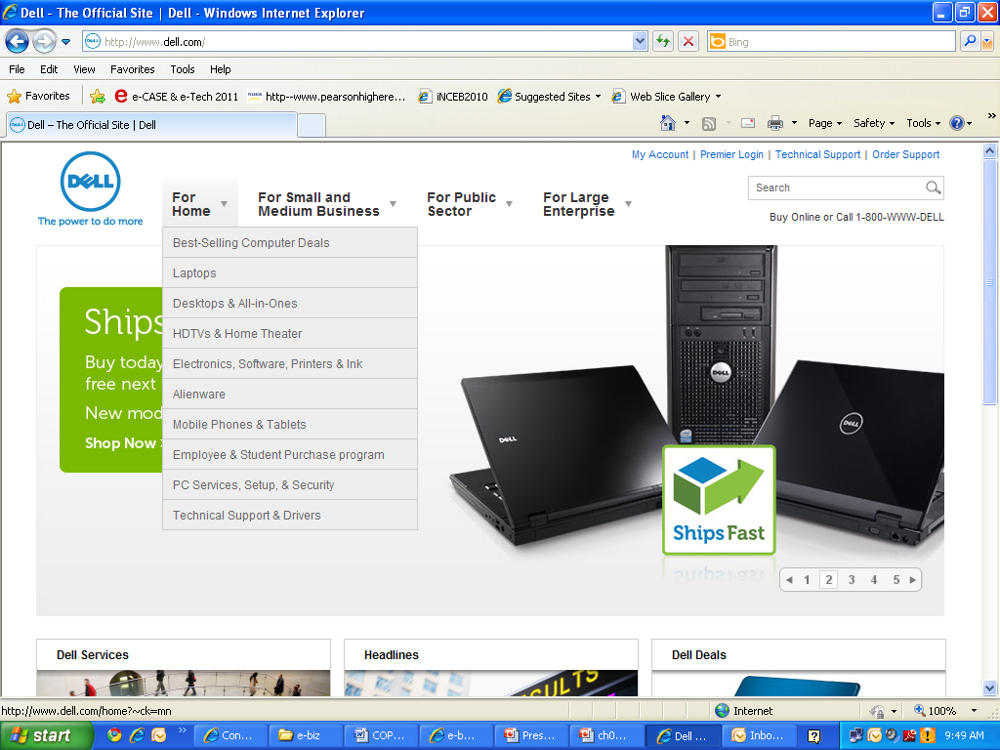 Dell - The Official Site | Dell - Windows Internet Explorer
http://www.dell.com/
Bing
File Edit View Favorites Tools Help
Favorites e-CASE & e-Tech 2011 http--www.pearsonhighere... iNCEB2010 Suggested Sites Web Slice Gallery
Dell – The Official Site | Dell
Page Safety Tools »
My Account | Premier Login | Technical Support | Order Support
DELL
The power to do more
For Home
For Small and Medium Business
For Public Sector
For Large Enterprise
Search
Buy Online or Call 1-800-WWW-DELL
Best-Selling Computer Deals
Laptops
Desktops & All-in-Ones
HDTVs & Home Theater
Electronics, Software, Printers & Ink
Alienware
Mobile Phones & Tablets
Employee & Student Purchase program
PC Services, Setup, & Security
Technical Support & Drivers
Ships
Buy today
free next
New mod
Shop Now
DELL
DELL
DELL
Ships Fast
1 2 3 4 5
Dell Services
Headlines
Dell Deals
http://www.dell.com/home?~ck=mn
Internet
100%
start
Con...
e-biz
COP...
e-b...
Pres...
ch0...
Dell ...
Inbo...
9:49 AM